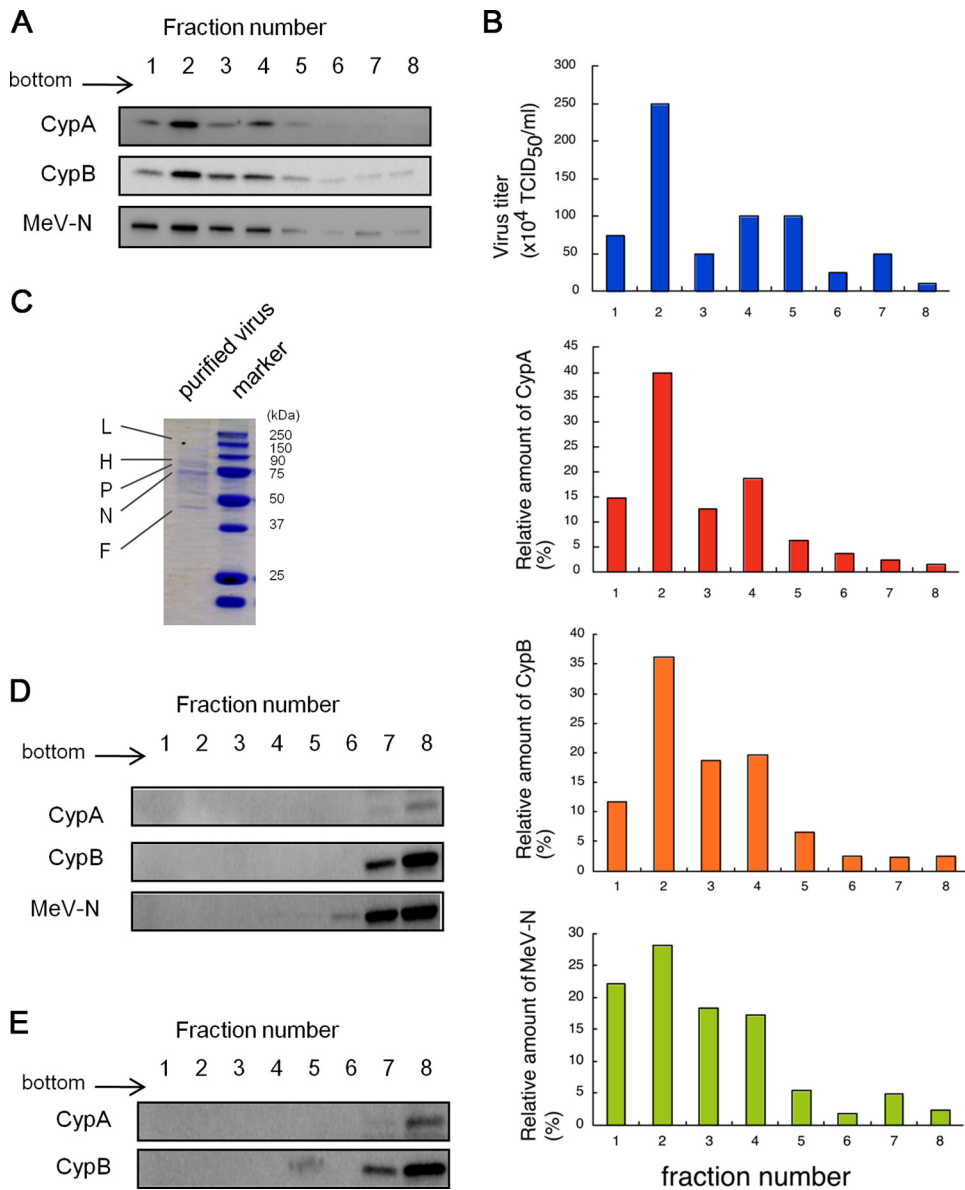 A
Fraction number
1 2 3 4 5 6 7 8
bottom
CypA
CypB
MeV-N
B
Virus titer
(x10⁴ TCID₅₀/ml)
300
250
200
150
100
50
0
1 2 3 4 5 6 7 8
Relative amount of CypA
(%)
45
40
35
30
25
20
15
10
5
0
1 2 3 4 5 6 7 8
Relative amount of CypB
(%)
40
35
30
25
20
15
10
5
0
1 2 3 4 5 6 7 8
Relative amount of MeV-N
(%)
30
25
20
15
10
5
0
1 2 3 4 5 6 7 8
fraction number
C
purified virus
marker
(kDa)
L
H
P
N
F
250
150
90
75
50
37
25
D
Fraction number
1 2 3 4 5 6 7 8
bottom
CypA
CypB
MeV-N
E
Fraction number
1 2 3 4 5 6 7 8
bottom
CypA
CypB